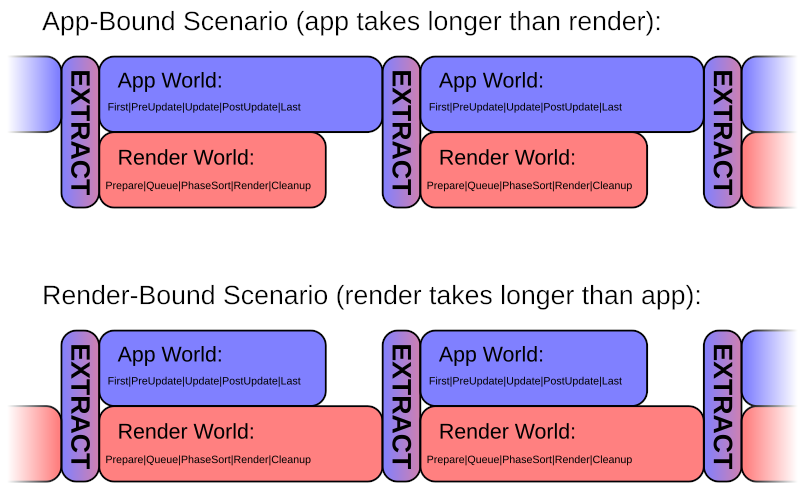 App-Bound Scenario (app takes longer than render):
EXTRACT
App World:
First|PreUpdate|Update|PostUpdate|Last
Render World:
Prepare|Queue|PhaseSort|Render|Cleanup
EXTRACT
App World:
First|PreUpdate|Update|PostUpdate|Last
Render World:
Prepare|Queue|PhaseSort|Render|Cleanup
EXTRACT
Render-Bound Scenario (render takes longer than app):
EXTRACT
App World:
First|PreUpdate|Update|PostUpdate|Last
Render World:
Prepare|Queue|PhaseSort|Render|Cleanup
EXTRACT
App World:
First|PreUpdate|Update|PostUpdate|Last
Render World:
Prepare|Queue|PhaseSort|Render|Cleanup
EXTRACT